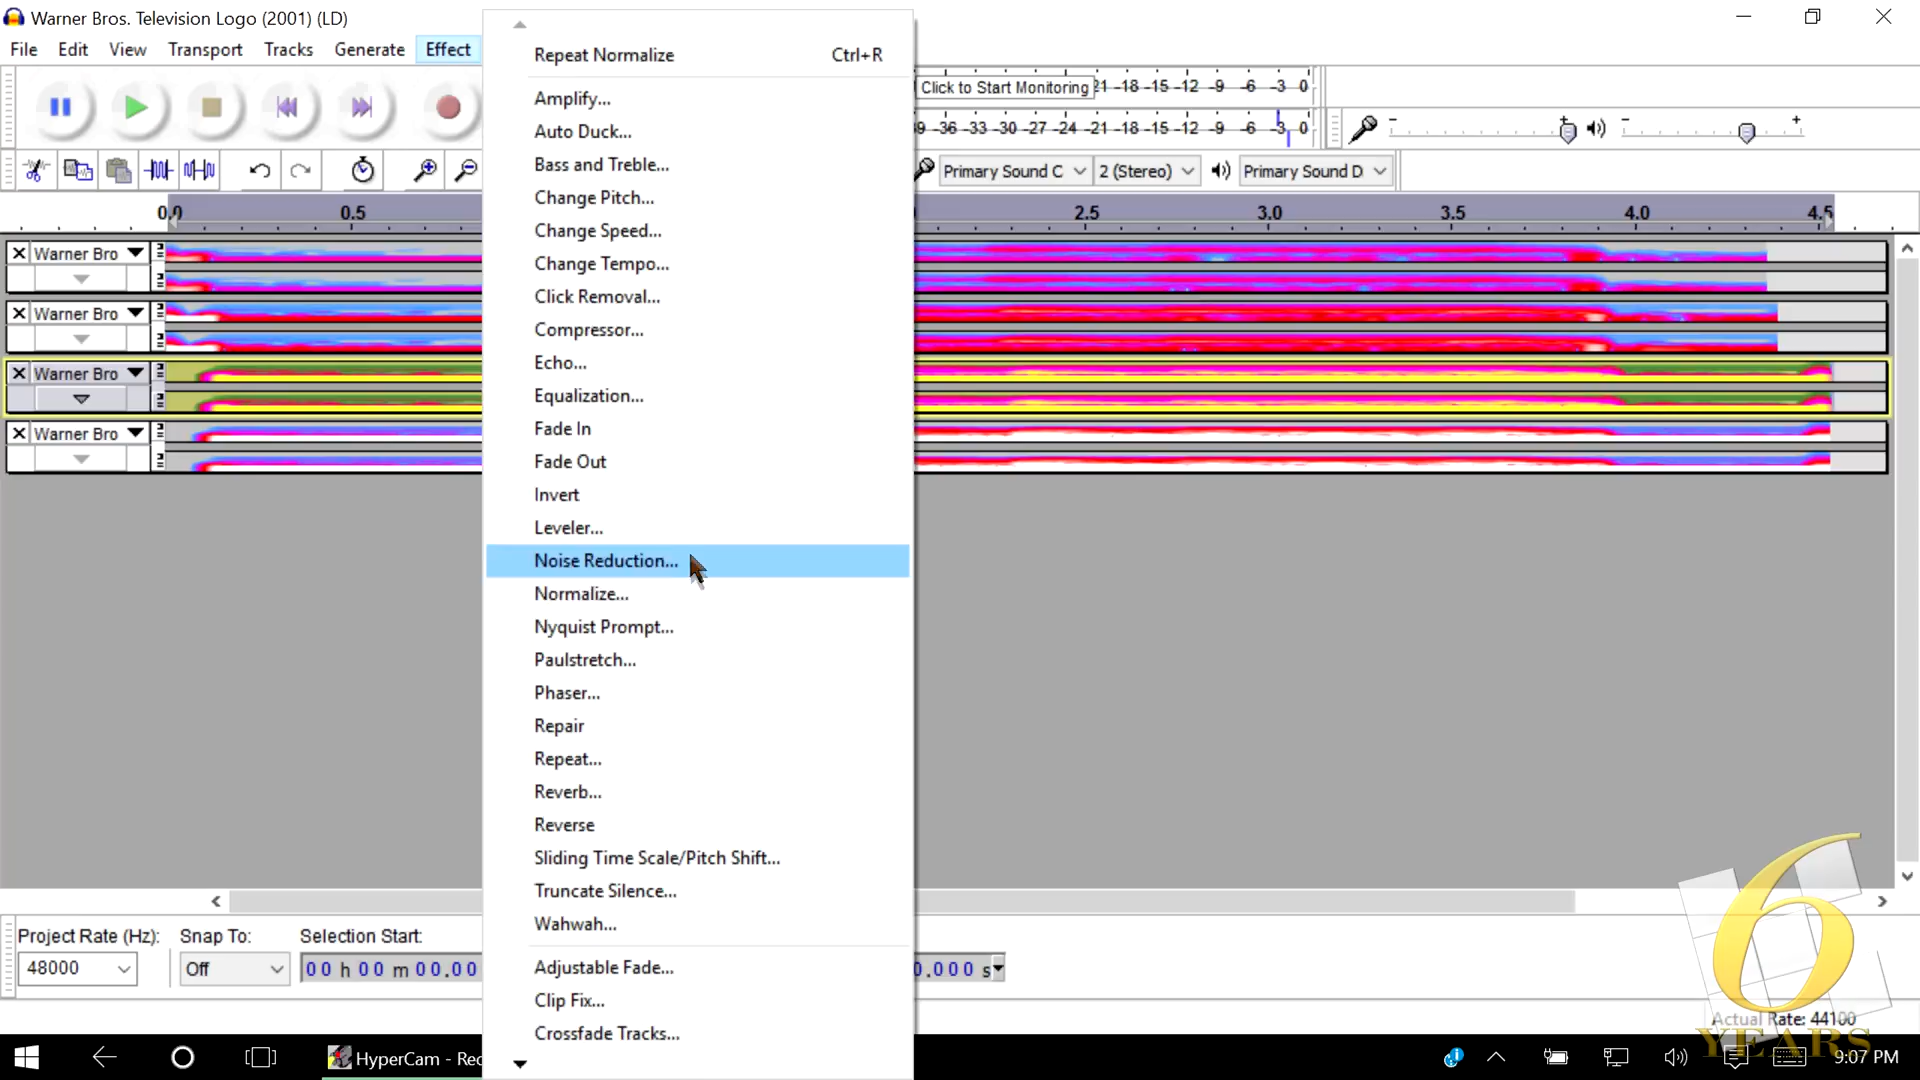 Warner Bros. Television Logo (2001) (LD)
File Edit View Transport Tracks Generate Effect
Repeat Normalize Ctrl+R
Amplify...
Auto Duck...
Bass and Treble...
Change Pitch...
Change Speed...
Change Tempo...
Click Removal...
Compressor...
Echo...
Equalization...
Fade In
Fade Out
Invert
Leveler...
Noise Reduction...
Normalize...
Nyquist Prompt...
Paulstretch...
Phaser...
Repair
Repeat...
Reverb...
Reverse
Sliding Time Scale/Pitch Shift...
Truncate Silence...
Wahwah...
Adjustable Fade...
Clip Fix...
Crossfade Tracks...
Click to Start Monitoring 21 -18 -15 -12 -9 -6 -3 0
39 -36 -33 -30 -27 -24 -21 -18 -15 -12 -9 -6 -3 0
Primary Sound C 2 (Stereo) Primary Sound D
0.0 0.5 2.5 3.0 3.5 4.0 4.5
Warner Bro
Warner Bro
Warner Bro
Warner Bro
Project Rate (Hz): Snap To: Selection Start:
48000 Off 00 h 00 m 00.00 0.000 s
Actual Rate: 44100
6
YEARS
HyperCam - Rec
9:07 PM